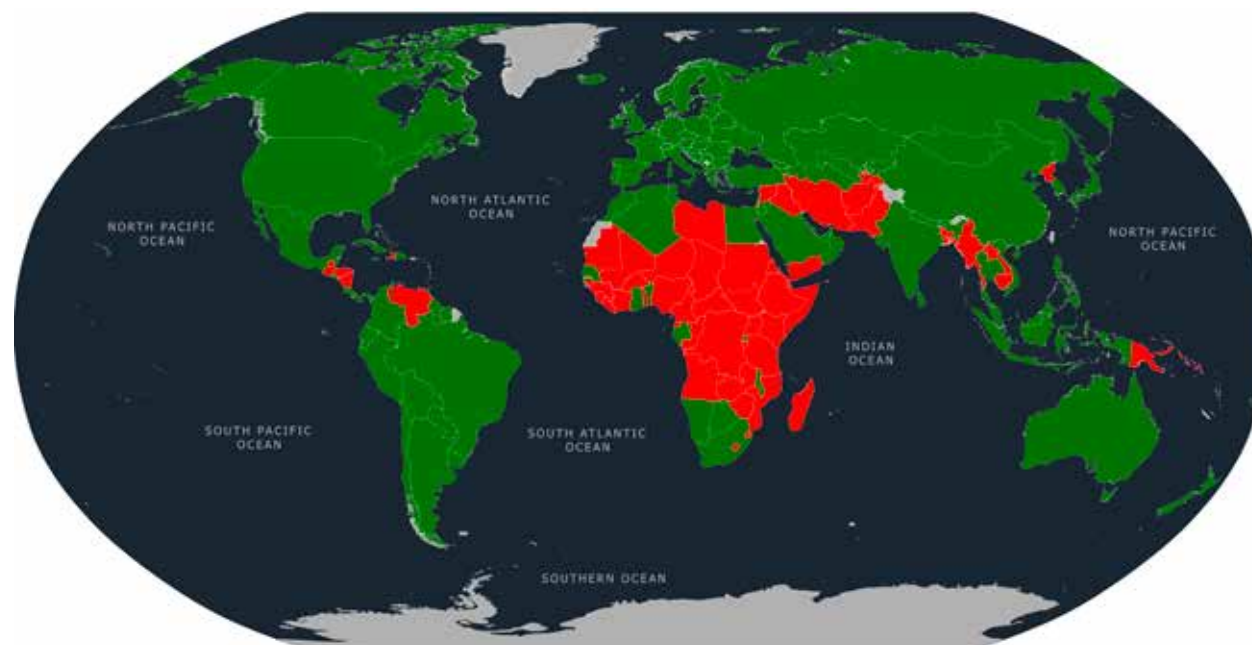 NORTH ATLANTIC
OCEAN
NORTH PACIFIC
OCEAN
NORTH PACIFIC
OCEAN
INDIAN
OCEAN
SOUTH PACIFIC
OCEAN
SOUTH ATLANTIC
OCEAN
SOUTHERN OCEAN